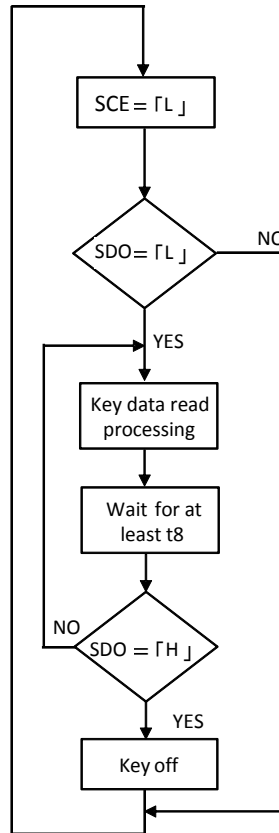 SCE = ｢L｣
SDO = ｢L｣
NO
YES
Key data read
processing
Wait for at
least t8
NO
SDO = ｢H｣
YES
Key off